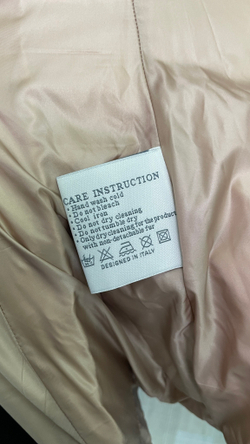 CARE INSTRUCTION
• Hand wash cold
• Do not bleach
• Cool iron
• Do not dry cleaning
• Do not tumble dry
• Only dry cleaning for the product
with non-detachable fur
DESIGNED IN ITALY